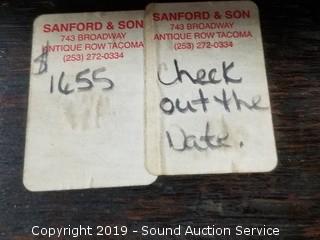 SANFORD & SON
743 BROADWAY
ANTIQUE ROW TACOMA
(253) 272-0334
$
1655
SANFORD & SON
743 BROADWAY
ANTIQUE ROW TACOMA
(253) 272-0334
Check
out the
Date.
Copyright 2019 - Sound Auction Service